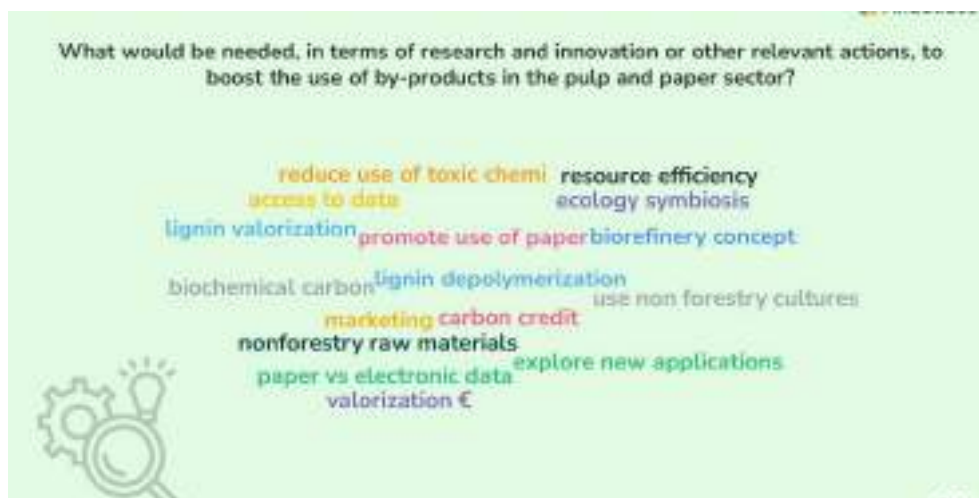 What would be needed, in terms of research and innovation or other relevant actions, to
boost the use of by-products in the pulp and paper sector?
reduce use of toxic chemi resource efficiency
access to data ecology symbiosis
lignin valorization promote use of paper biorefinery concept
biochemical carbon lignin depolymerization
use non forestry cultures
marketing carbon credit
nonforestry raw materials
explore new applications
paper vs electronic data
valorization €